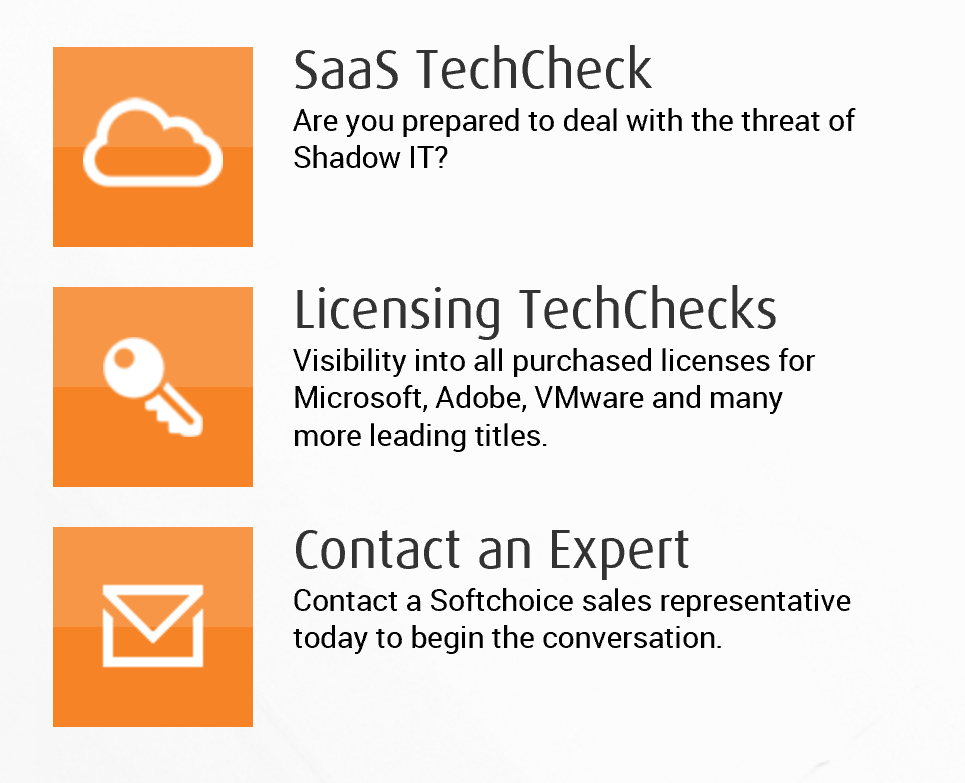 SaaS TechCheck
Are you prepared to deal with the threat of
Shadow IT?
Licensing TechChecks
Visibility into all purchased licenses for
Microsoft, Adobe, VMware and many
more leading titles.
Contact an Expert
Contact a Softchoice sales representative
today to begin the conversation.